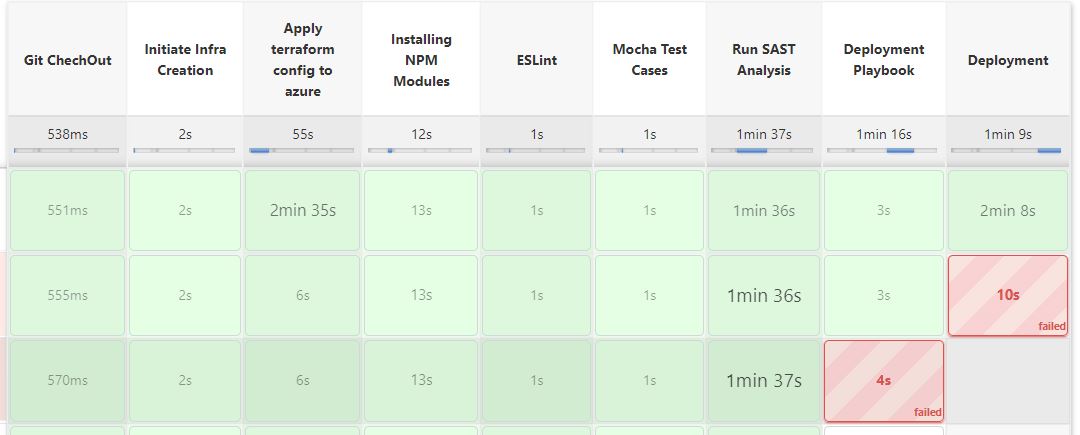 Git ChechOut
Initiate Infra
Creation
Apply
terraform
config to
azure
Installing
NPM
Modules
ESLint
Mocha Test
Cases
Run SAST
Analysis
Deployment
Playbook
Deployment
538ms
2s
55s
12s
1s
1s
1min 37s
1min 16s
1min 9s
551ms
2s
2min 35s
13s
1s
1s
1min 36s
3s
2min 8s
555ms
2s
6s
13s
1s
1s
1min 36s
3s
10s
failed
570ms
2s
6s
13s
1s
1s
1min 37s
4s
failed